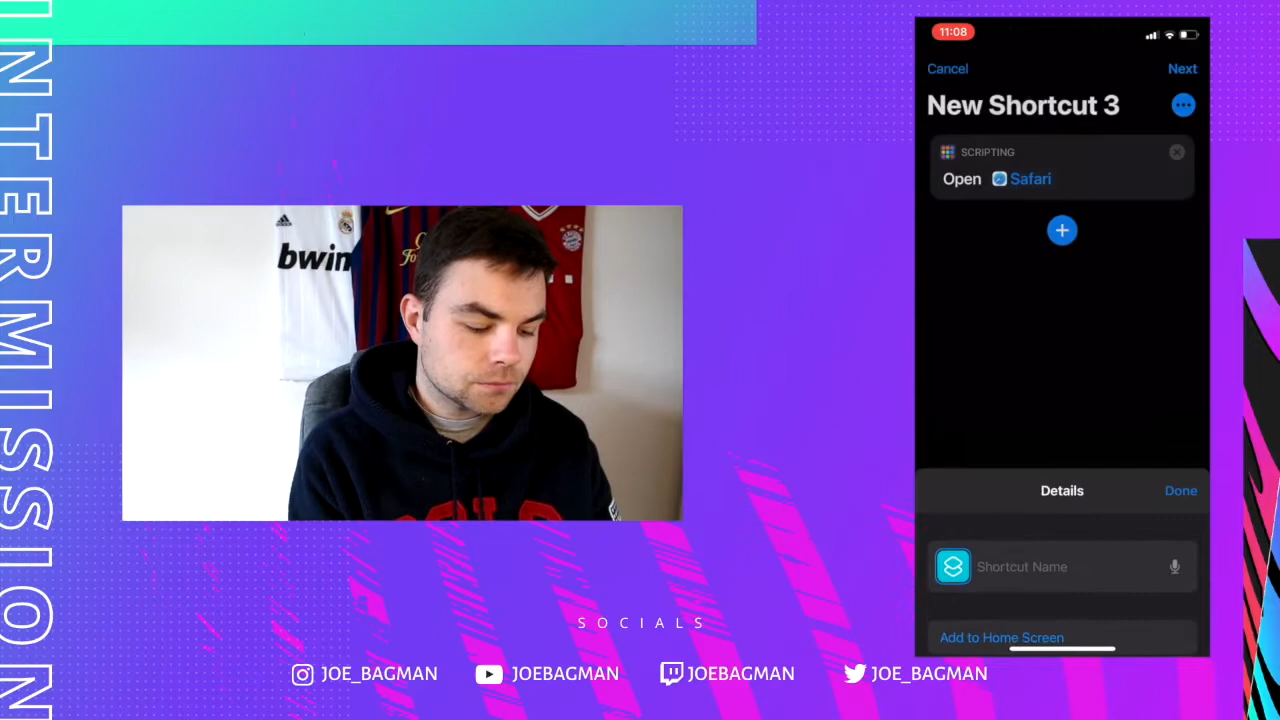 INTERMISSION
bwin
11:08
Cancel
Next
New Shortcut 3
SCRIPTING
Open Safari
Details
Done
Shortcut Name
Add to Home Screen
SOCIALS
JOE_BAGMAN
JOEBAGMAN
JOEBAGMAN
JOE_BAGMAN